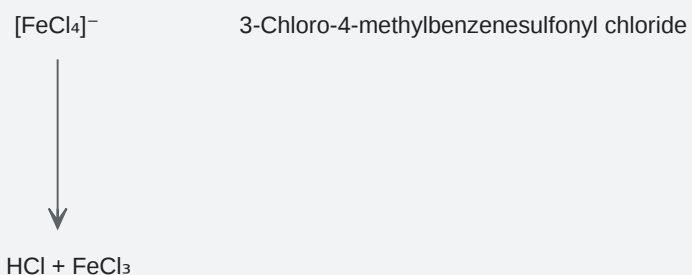 [FeCl₄]⁻ 3-Chloro-4-methylbenzenesulfonyl chloride
HCl + FeCl₃